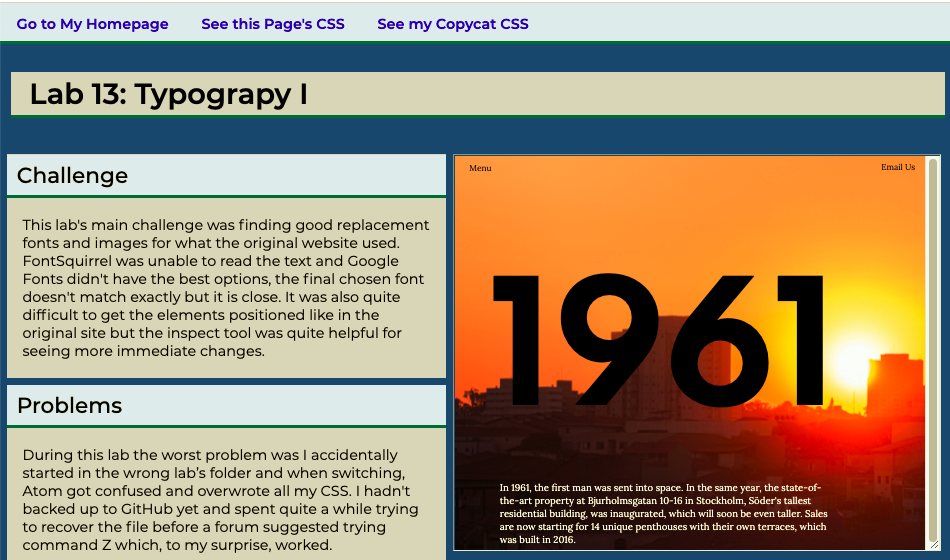 Go to My Homepage See this Page's CSS See my Copycat CSS
Lab 13: Typograpy I
Challenge
This lab's main challenge was finding good replacement
fonts and images for what the original website used.
FontSquirrel was unable to read the text and Google
Fonts didn't have the best options, the final chosen font
doesn't match exactly but it is close. It was also quite
difficult to get the elements positioned like in the
original site but the inspect tool was quite helpful for
seeing more immediate changes.
Problems
During this lab the worst problem was I accidentally
started in the wrong lab’s folder and when switching,
Atom got confused and overwrote all my CSS. I hadn't
backed up to GitHub yet and spent quite a while trying
to recover the file before a forum suggested trying
command Z which, to my surprise, worked.
Menu Email Us
1961
In 1961, the first man was sent into space. In the same year, the state-of-
the-art property at Bjurholmsgatan 10-16 in Stockholm, Söder's tallest
residential building, was inaugurated, which will soon be even taller. Sales
are now starting for 14 unique penthouses with their own terraces, which
was built in 2016.